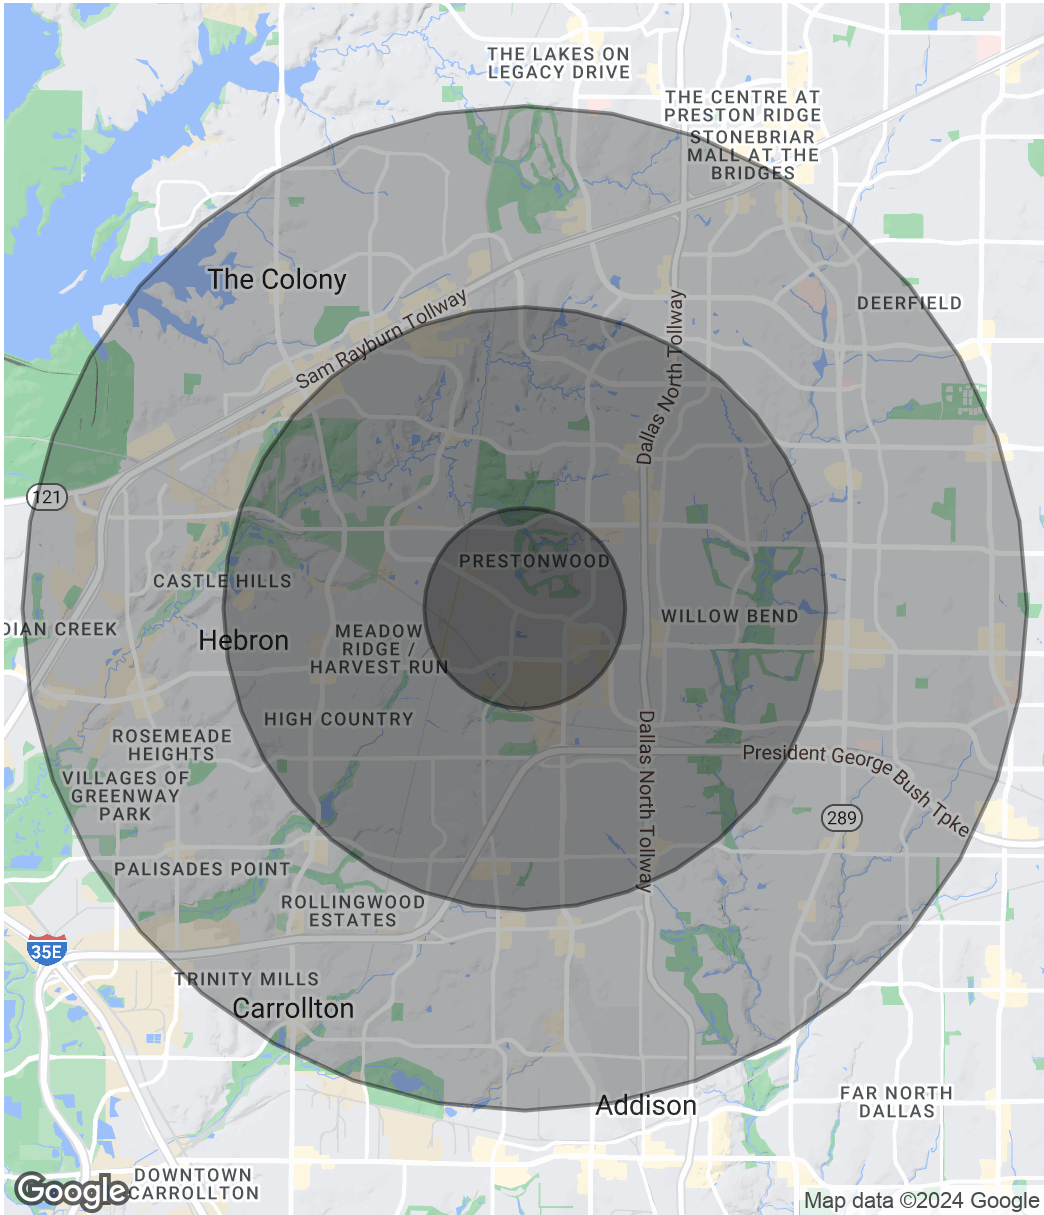 THE LAKES ON
LEGACY DRIVE
THE CENTRE AT
PRESTON RIDGE
STONEBRIAR
MALL AT THE
BRIDGES
The Colony
DEERFIELD
Sam Rayburn Tollway
Dallas North Tollway
121
PRESTONWOOD
CASTLE HILLS
WILLOW BEND
DIAN CREEK
Hebron
MEADOW
RIDGE /
HARVEST RUN
HIGH COUNTRY
ROSEMEADE
HEIGHTS
Dallas North Tollway
President George Bush Tpke
VILLAGES OF
GREENWAY
PARK
289
PALISADES POINT
ROLLINGWOOD
ESTATES
35E
TRINITY MILLS
Carrollton
Addison
FAR NORTH
DALLAS
DOWNTOWN
CARROLLTON
Google
Map data ©2024 Google